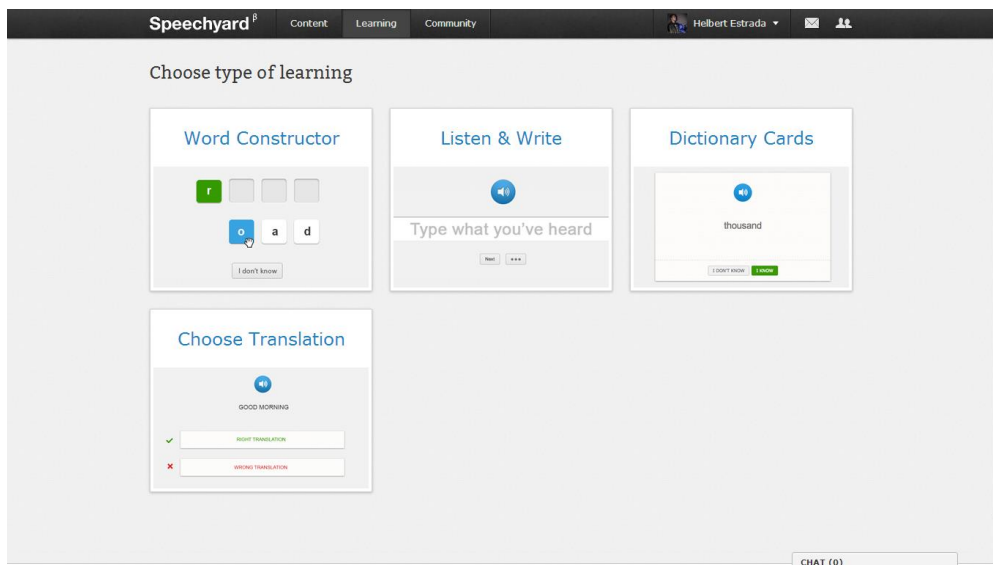 Speechyard β Content Learning Community Helbert Estrada
Choose type of learning
Word Constructor
r
o a d
I don't know
Listen & Write
Type what you've heard
Next
Dictionary Cards
thousand
I DON'T KNOW I KNOW
Choose Translation
GOOD MORNING
RIGHT TRANSLATION
WRONG TRANSLATION
CHAT (0)